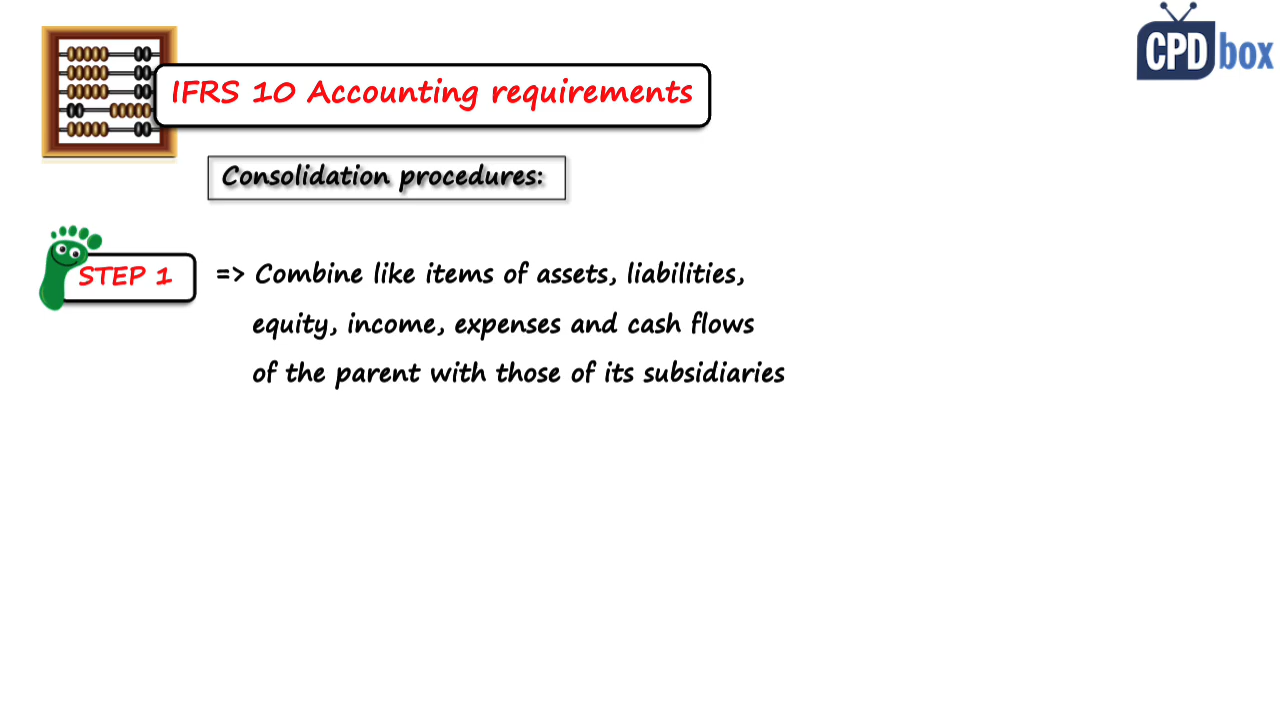 CPD box
IFRS 10 Accounting requirements
Consolidation procedures:
STEP 1
=> Combine like items of assets, liabilities,
equity, income, expenses and cash flows
of the parent with those of its subsidiaries